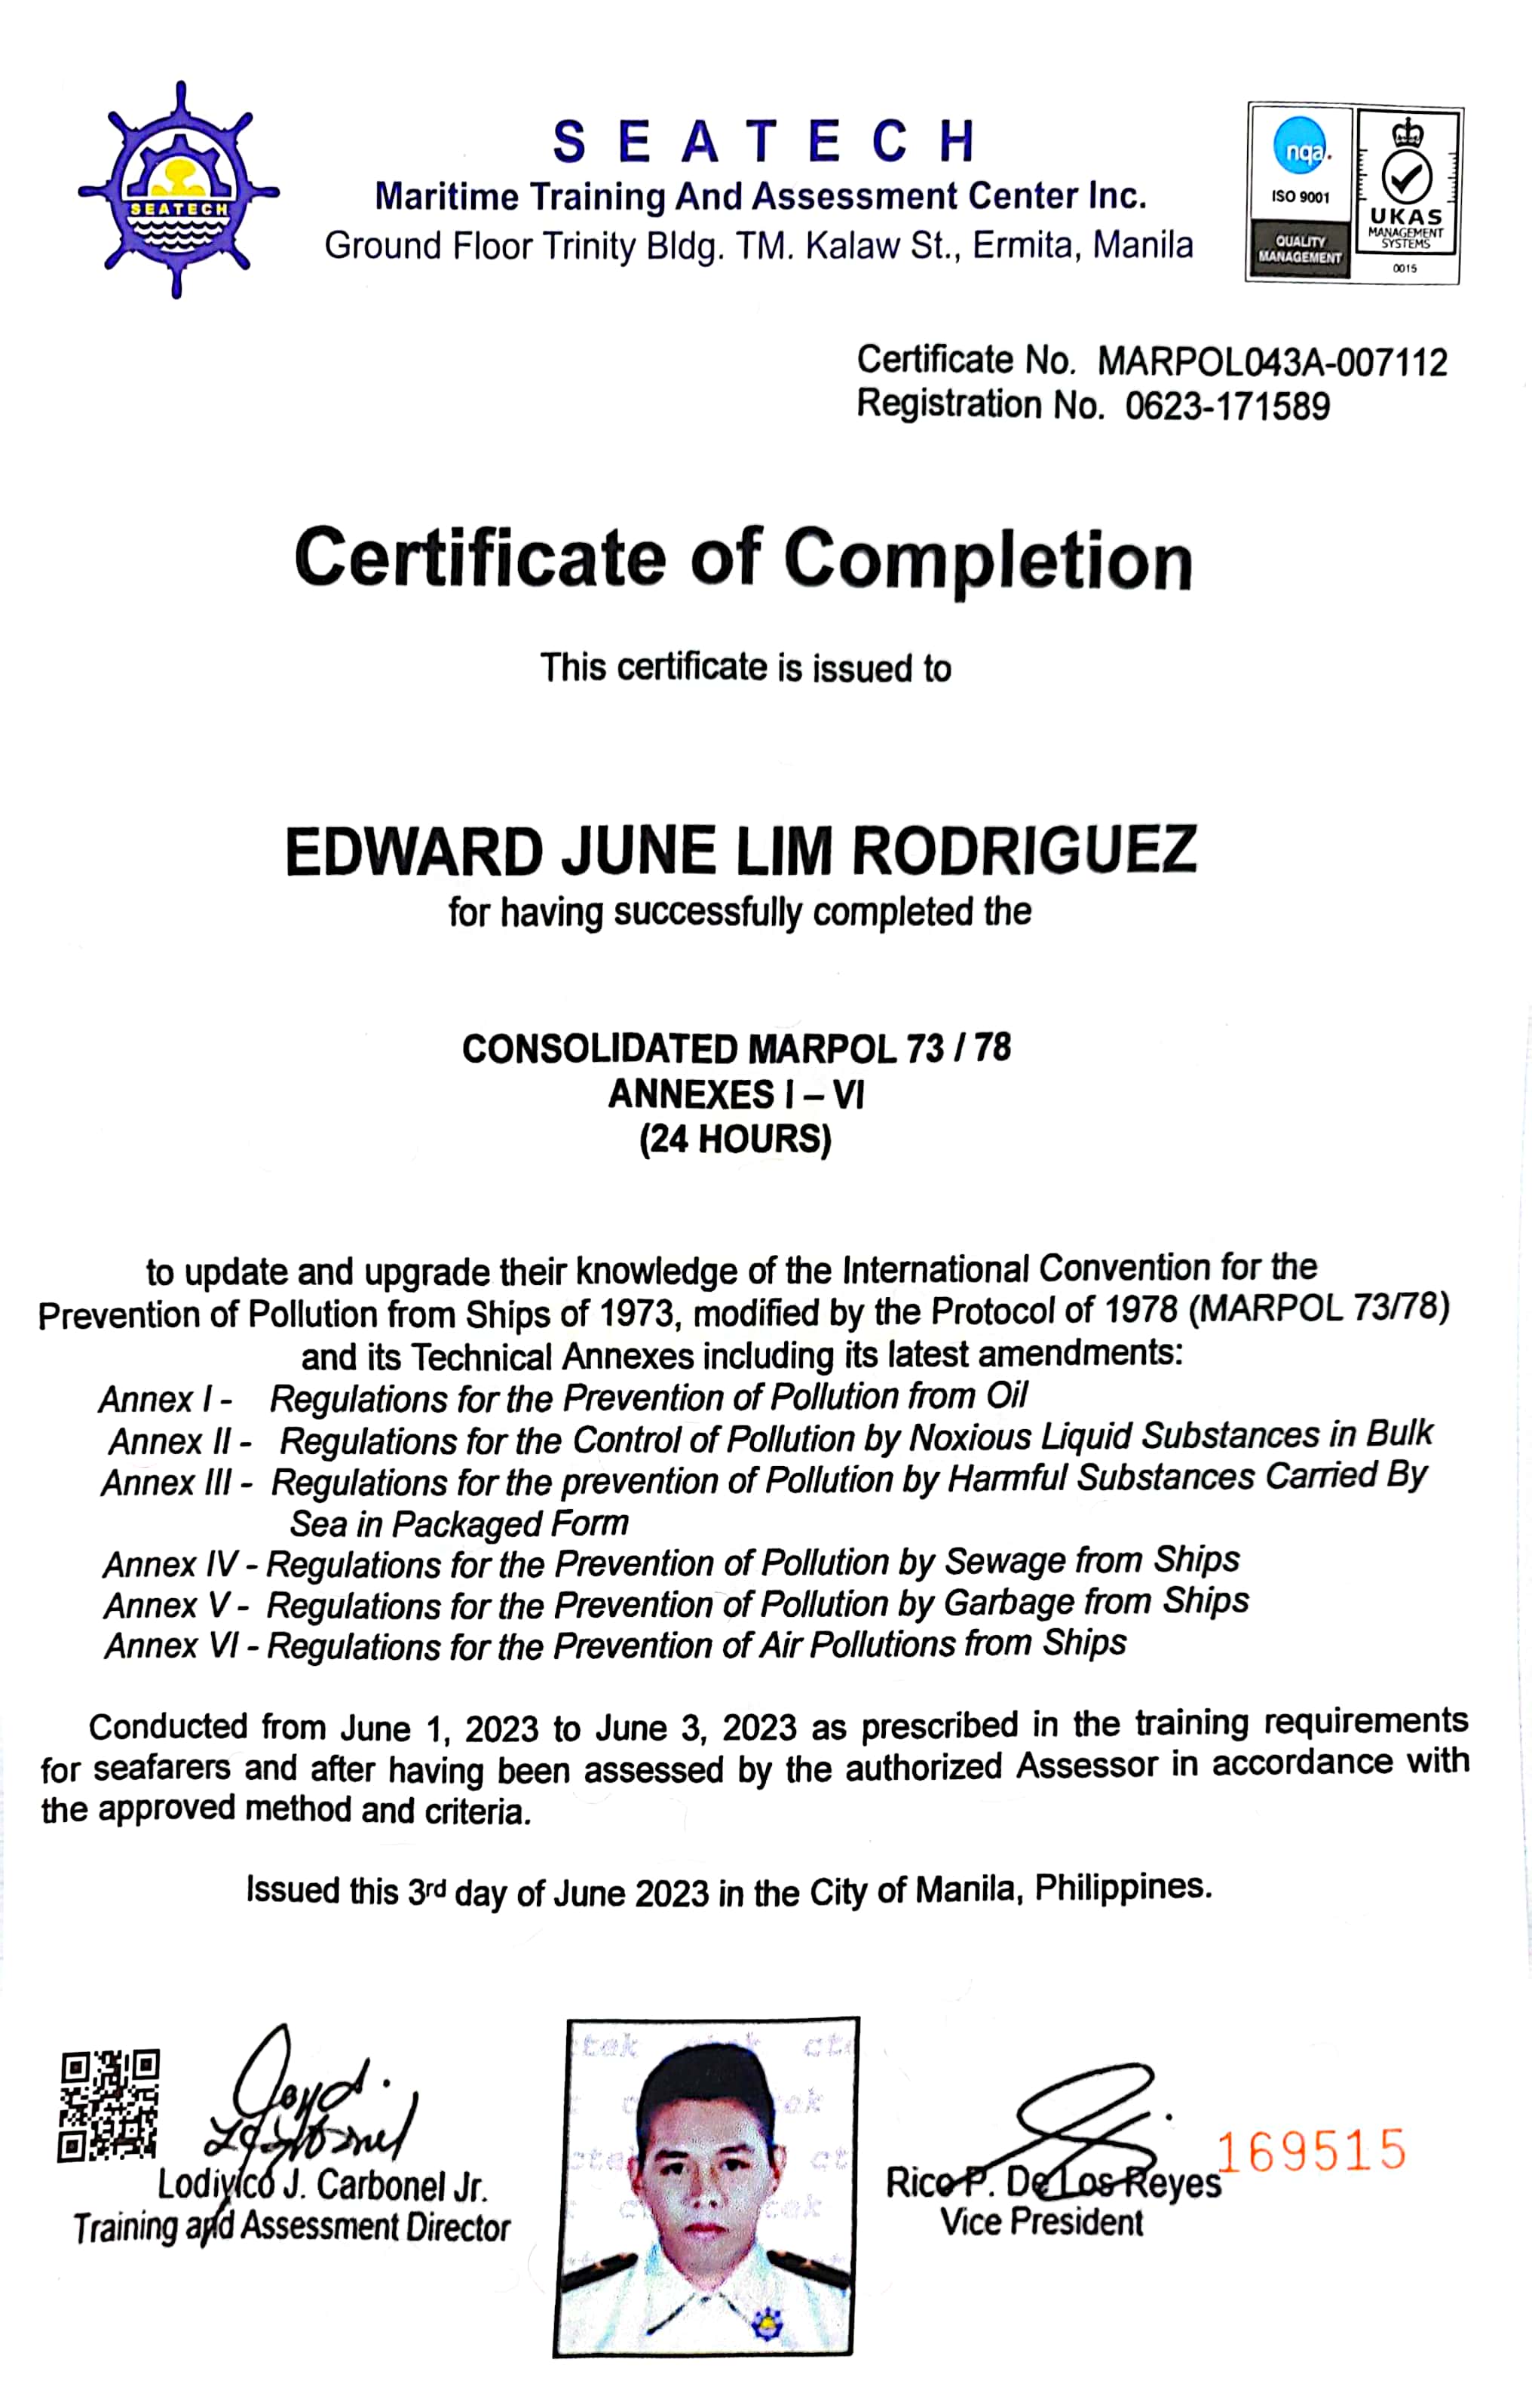 SEATECH
SEATECH
Maritime Training And Assessment Center Inc.
Ground Floor Trinity Bldg. TM. Kalaw St., Ermita, Manila
nqa.
ISO 9001
QUALITY
MANAGEMENT
UKAS
MANAGEMENT
SYSTEMS
0015
Certificate No. MARPOL043A-007112
Registration No. 0623-171589
Certificate of Completion
This certificate is issued to
EDWARD JUNE LIM RODRIGUEZ
for having successfully completed the
CONSOLIDATED MARPOL 73 / 78
ANNEXES I – VI
(24 HOURS)
to update and upgrade their knowledge of the International Convention for the
Prevention of Pollution from Ships of 1973, modified by the Protocol of 1978 (MARPOL 73/78)
and its Technical Annexes including its latest amendments:
Annex I - Regulations for the Prevention of Pollution from Oil
Annex II - Regulations for the Control of Pollution by Noxious Liquid Substances in Bulk
Annex III - Regulations for the prevention of Pollution by Harmful Substances Carried By
Sea in Packaged Form
Annex IV - Regulations for the Prevention of Pollution by Sewage from Ships
Annex V - Regulations for the Prevention of Pollution by Garbage from Ships
Annex VI - Regulations for the Prevention of Air Pollutions from Ships
Conducted from June 1, 2023 to June 3, 2023 as prescribed in the training requirements
for seafarers and after having been assessed by the authorized Assessor in accordance with
the approved method and criteria.
Issued this 3rd day of June 2023 in the City of Manila, Philippines.
Lodivico J. Carbonel Jr.
Training and Assessment Director
Rico P. De Los Reyes
Vice President
169515